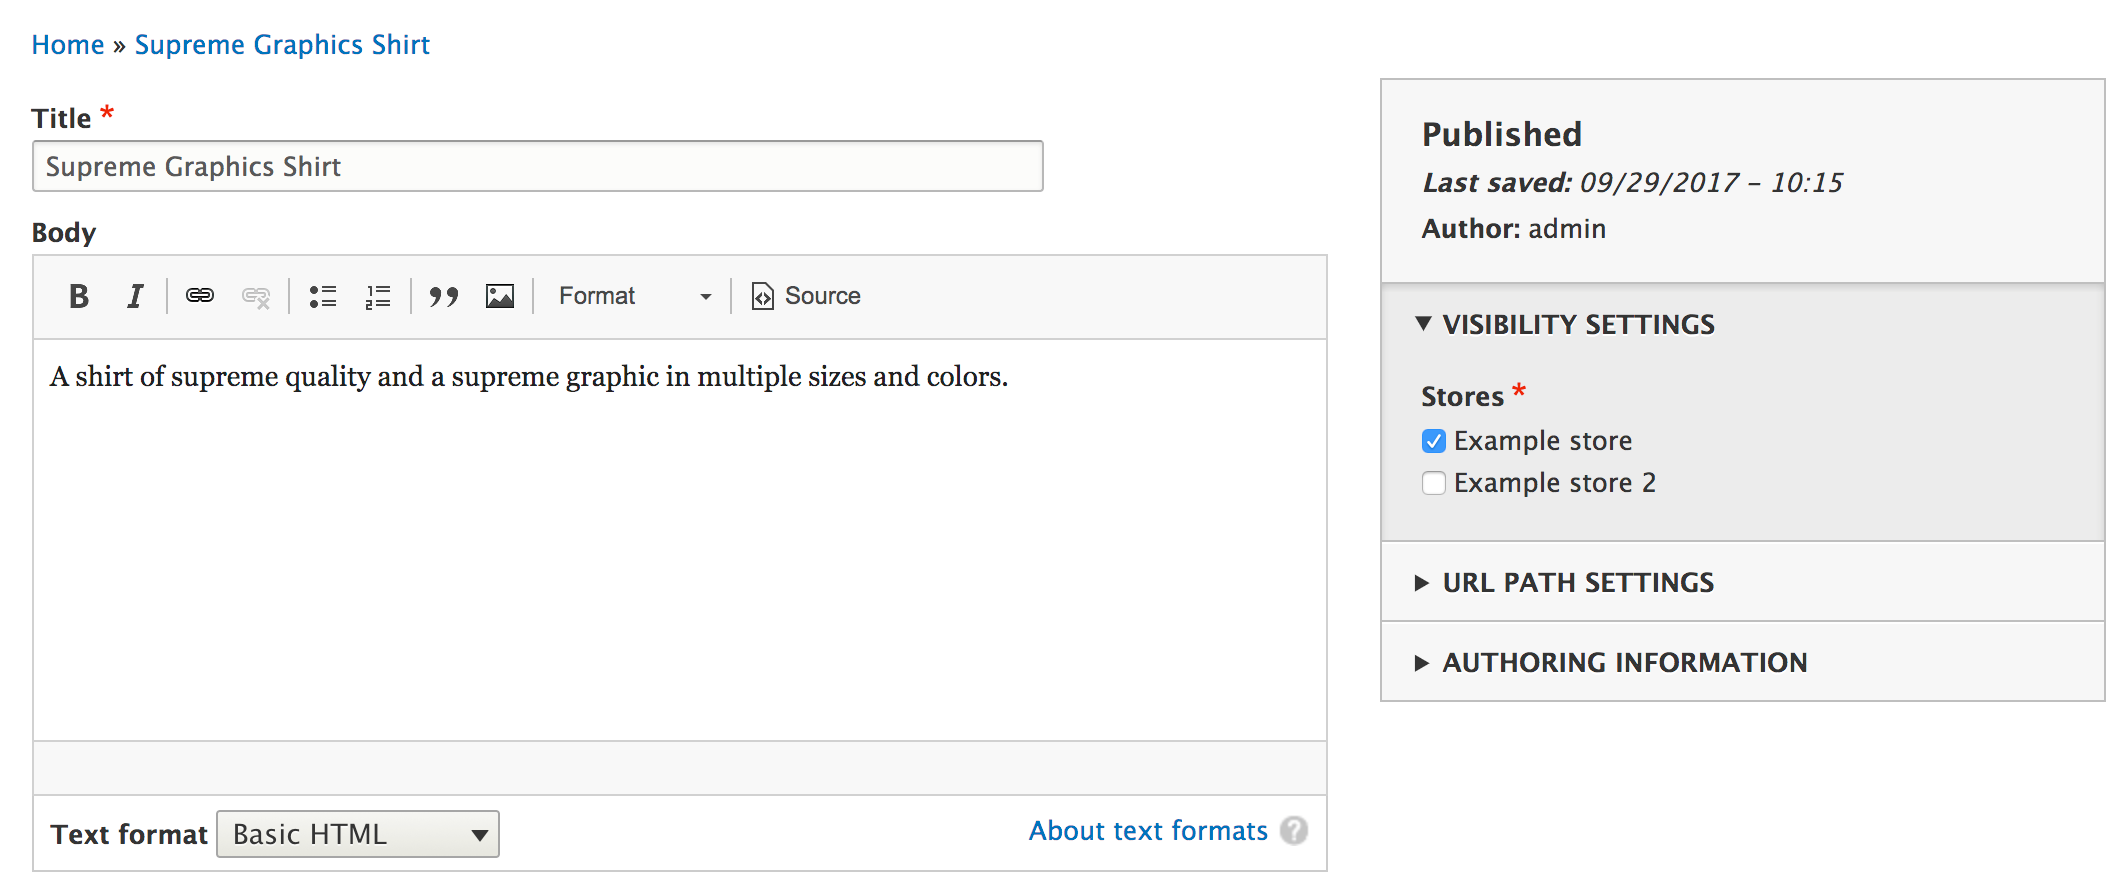 Home » Supreme Graphics Shirt
Title *
Supreme Graphics Shirt
Body
B I Format Source
A shirt of supreme quality and a supreme graphic in multiple sizes and colors.
Text format Basic HTML
About text formats ?
Published
Last saved: 09/29/2017 – 10:15
Author: admin
VISIBILITY SETTINGS
Stores *
Example store
Example store 2
URL PATH SETTINGS
AUTHORING INFORMATION